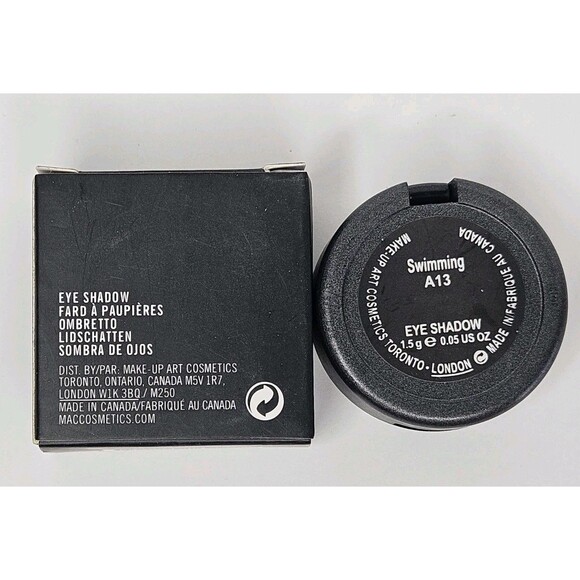 EYE SHADOW
FARD À PAUPIÈRES
OMBRETTO
LIDSCHATTEN
SOMBRA DE OJOS
DIST. BY/PAR: MAKE-UP ART COSMETICS
TORONTO, ONTARIO, CANADA M5V 1R7,
LONDON W1K 3BQ / M250
MADE IN CANADA/FABRIQUÉ AU CANADA
MACCOSMETICS.COM
Swimming
A13
EYE SHADOW
1.5 g ℮ 0.05 US OZ
MAKE-UP ART COSMETICS TORONTO - LONDON
MADE IN/FABRIQUE AU CANADA